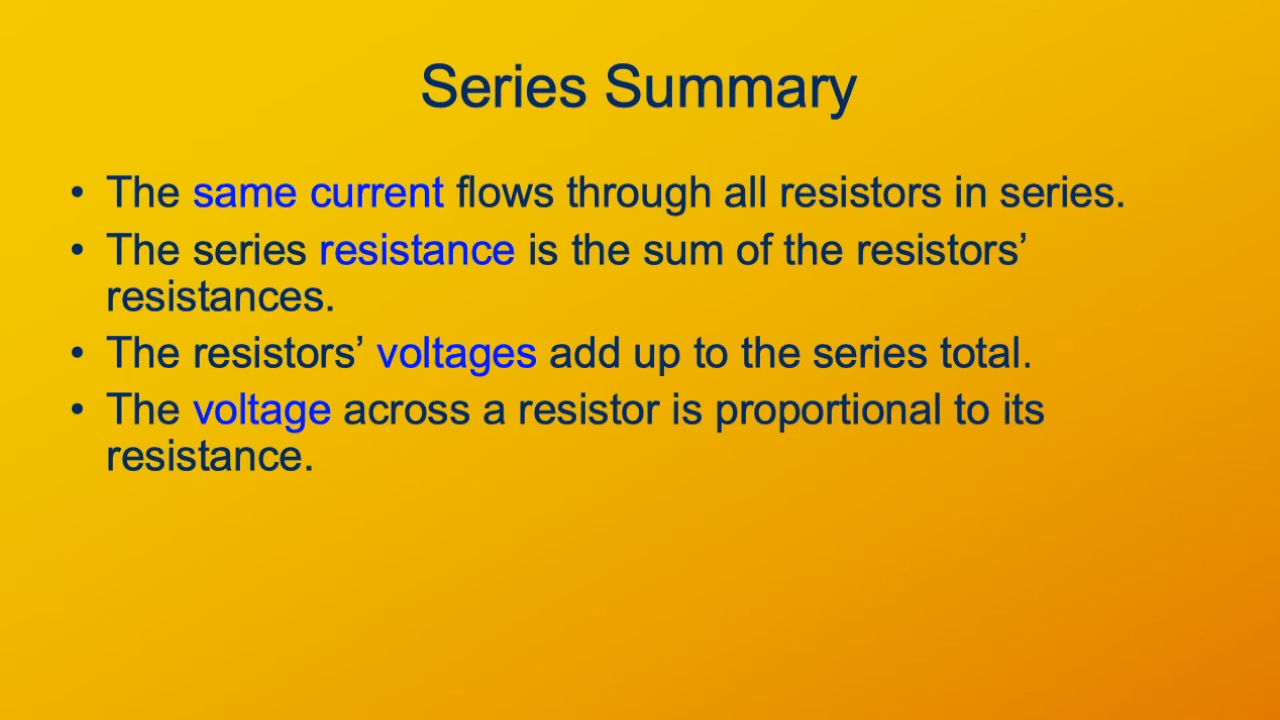 Series Summary
• The same current flows through all resistors in series.
• The series resistance is the sum of the resistors’
resistances.
• The resistors’ voltages add up to the series total.
• The voltage across a resistor is proportional to its
resistance.